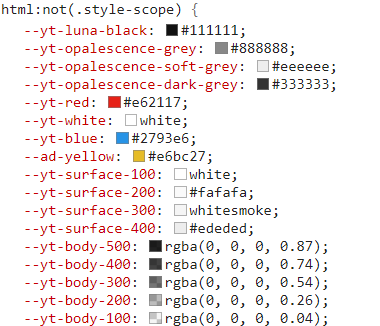 html:not(.style-scope) {
--yt-luna-black: #111111;
--yt-opalescence-grey: #888888;
--yt-opalescence-soft-grey: #eeeeee;
--yt-opalescence-dark-grey: #333333;
--yt-red: #e62117;
--yt-white: white;
--yt-blue: #2793e6;
--ad-yellow: #e6bc27;
--yt-surface-100: white;
--yt-surface-200: #fafafa;
--yt-surface-300: whitesmoke;
--yt-surface-400: #ededed;
--yt-body-500: rgba(0, 0, 0, 0.87);
--yt-body-400: rgba(0, 0, 0, 0.74);
--yt-body-300: rgba(0, 0, 0, 0.54);
--yt-body-200: rgba(0, 0, 0, 0.26);
--yt-body-100: rgba(0, 0, 0, 0.04);